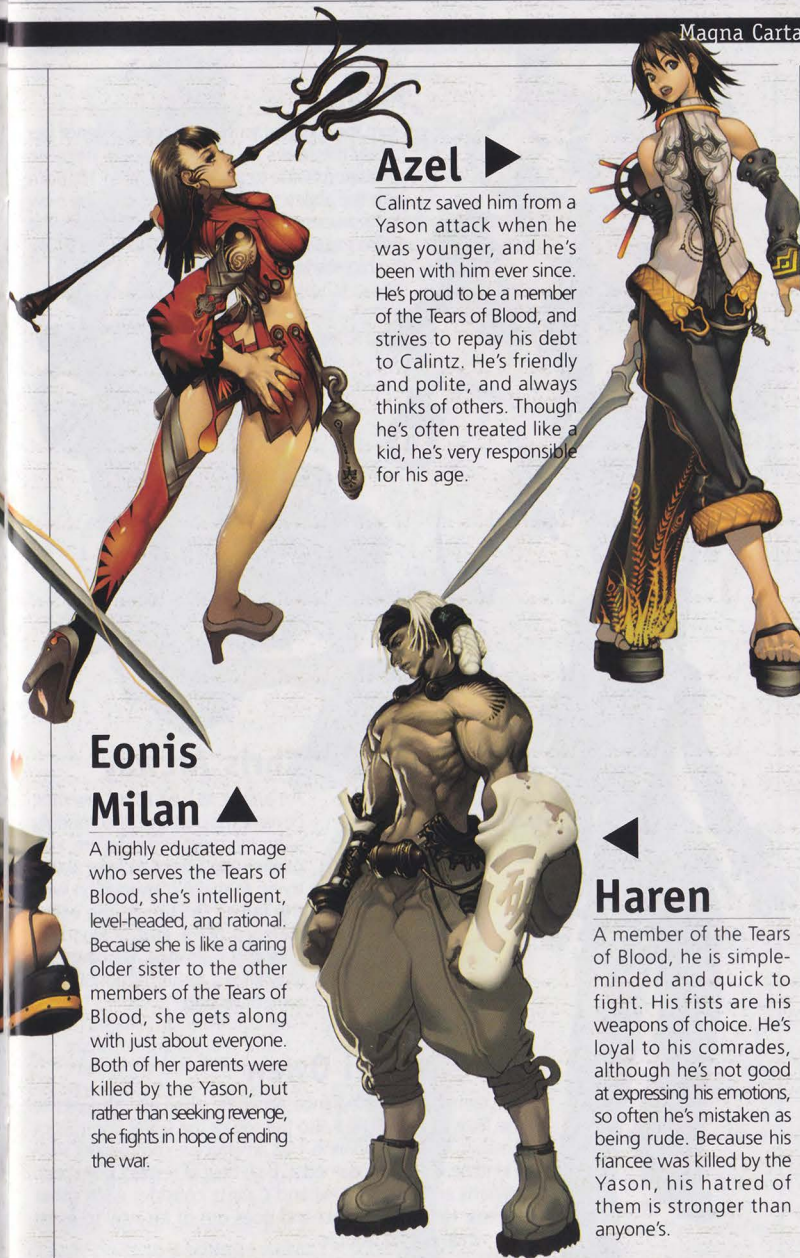 Magna Carta
Azel
Calintz saved him from a
Yason attack when he
was younger, and he's
been with him ever since.
He's proud to be a member
of the Tears of Blood, and
strives to repay his debt
to Calintz. He's friendly
and polite, and always
thinks of others. Though
he's often treated like a
kid, he's very responsible
for his age.
Eonis
Milan
A highly educated mage
who serves the Tears of
Blood, she's intelligent,
level-headed, and rational.
Because she is like a caring
older sister to the other
members of the Tears of
Blood, she gets along
with just about everyone.
Both of her parents were
killed by the Yason, but
rather than seeking revenge,
she fights in hope of ending
the war.
Haren
A member of the Tears
of Blood, he is simple-
minded and quick to
fight. His fists are his
weapons of choice. He's
loyal to his comrades,
although he's not good
at expressing his emotions,
so often he's mistaken as
being rude. Because his
fiancee was killed by the
Yason, his hatred of
them is stronger than
anyone's.